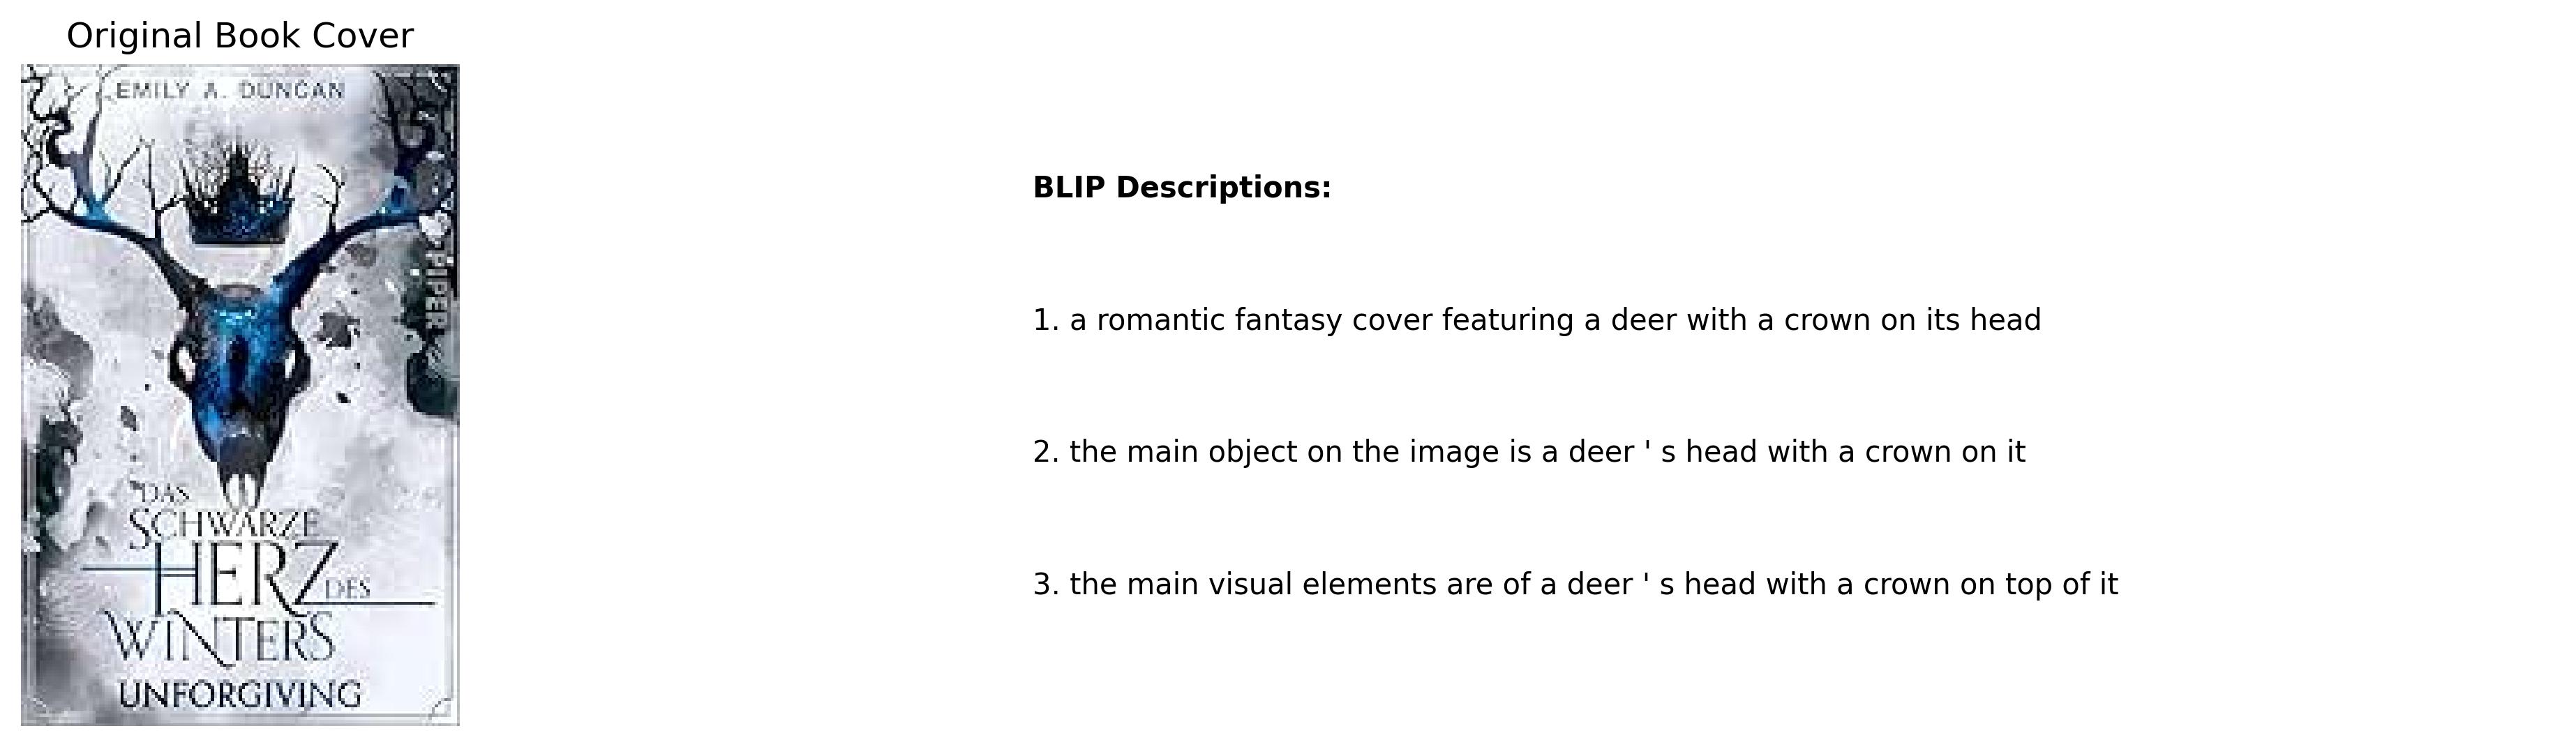 Original Book Cover
EMILY A. DUNCAN
PIPER
DAS
SCHWARZE
HERZ DES
WINTERS
UNFORGIVING
BLIP Descriptions:
1. a romantic fantasy cover featuring a deer with a crown on its head
2. the main object on the image is a deer ' s head with a crown on it
3. the main visual elements are of a deer ' s head with a crown on top of it